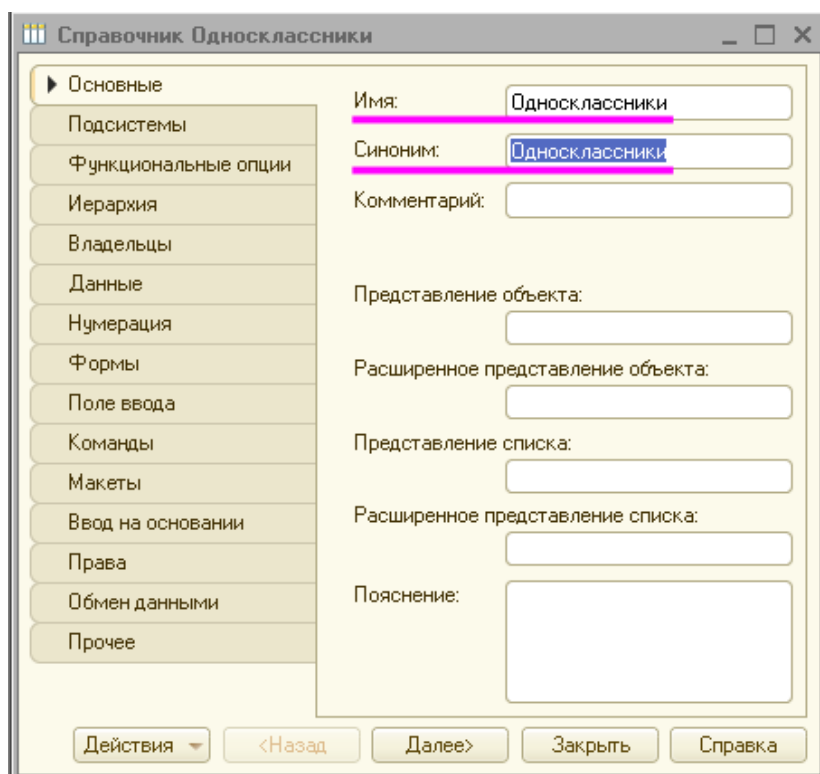 Справочник Одноклассники
Основные
Подсистемы
Функциональные опции
Иерархия
Владельцы
Данные
Нумерация
Формы
Поле ввода
Команды
Макеты
Ввод на основании
Права
Обмен данными
Прочее
Имя: Одноклассники
Синоним: Одноклассники
Комментарий:
Представление объекта:
Расширенное представление объекта:
Представление списка:
Расширенное представление списка:
Пояснение:
Действия <Назад Далее> Закрыть Справка